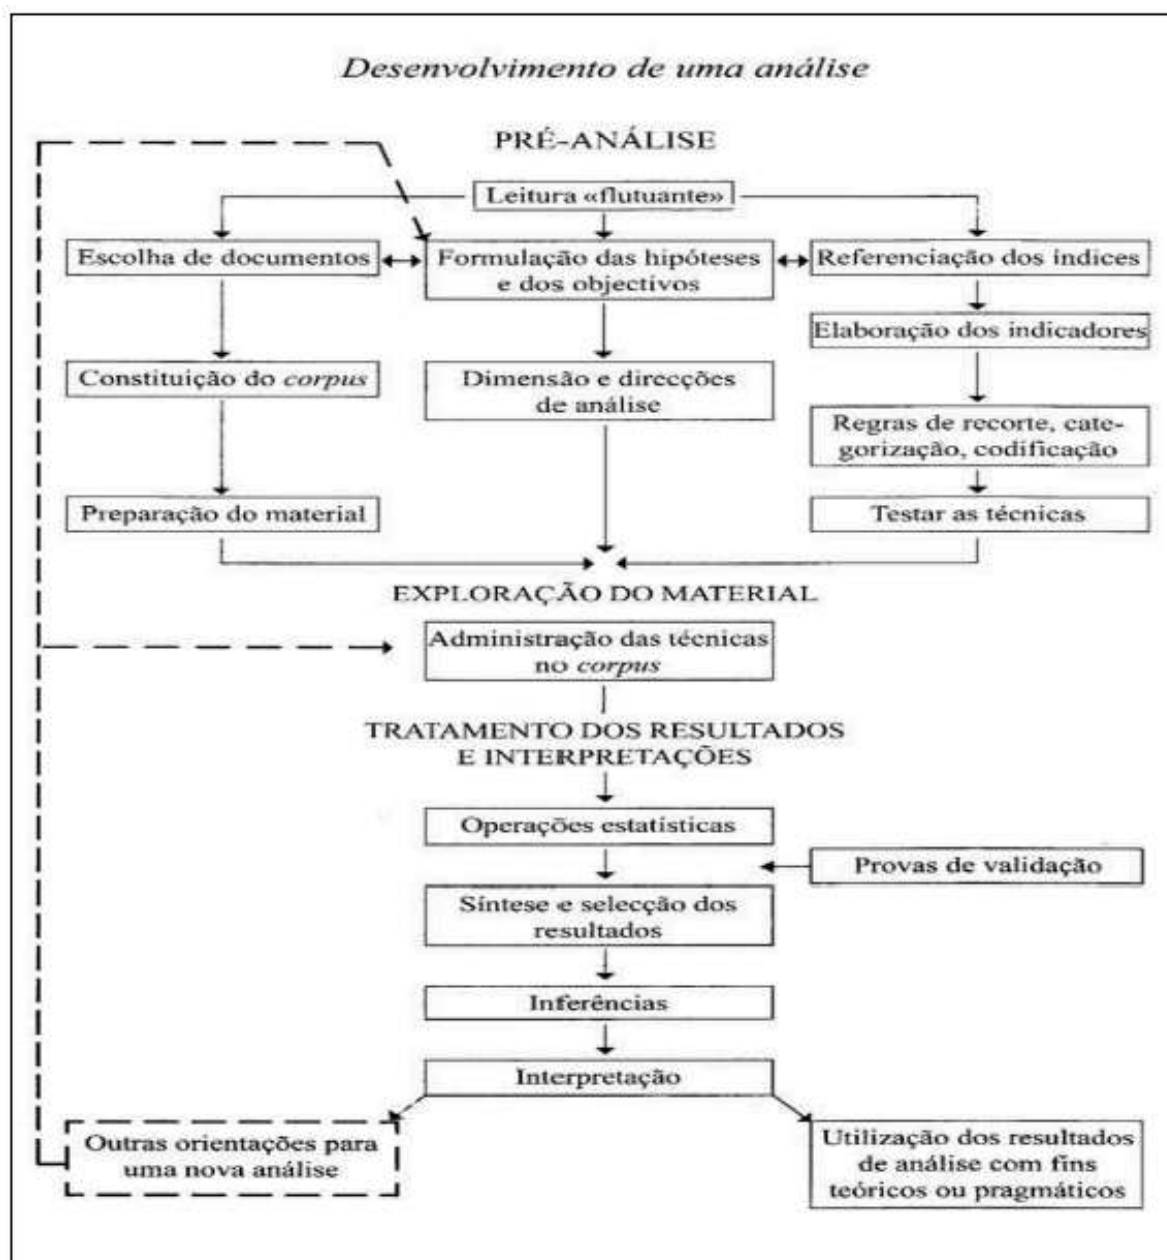 Desenvolvimento de uma análise
PRÉ-ANÁLISE
Leitura «flutuante»
Escolha de documentos
Formulação das hipóteses
e dos objectivos
Referenciação dos índices
Elaboração dos indicadores
Constituição do corpus
Dimensão e direcções
de análise
Regras de recorte, cate-
gorização, codificação
Preparação do material
Testar as técnicas
EXPLORAÇÃO DO MATERIAL
Administração das técnicas
no corpus
TRATAMENTO DOS RESULTADOS
E INTERPRETAÇÕES
Operações estatísticas
Provas de validação
Síntese e selecção dos
resultados
Inferências
Interpretação
Outras orientações para
uma nova análise
Utilização dos resultados
de análise com fins
teóricos ou pragmáticos